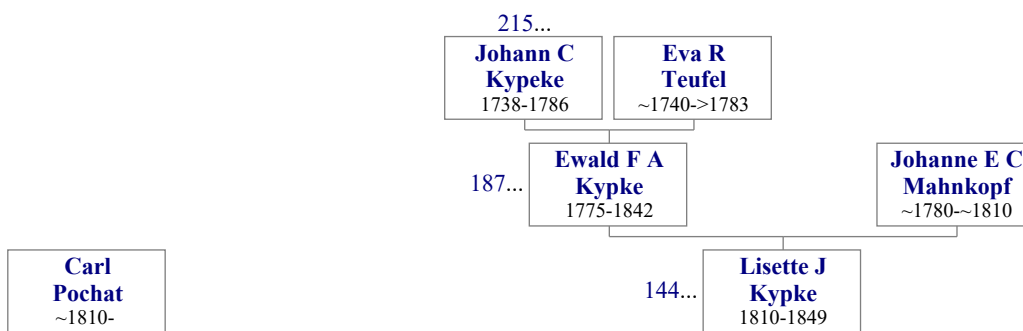 215...
Johann C
Kypeke
1738-1786
Eva R
Teufel
~1740->1783
187...
Ewald F A
Kypke
1775-1842
Johanne E C
Mahnkopf
~1780-~1810
Carl
Pochat
~1810-
144...
Lisette J
Kypke
1810-1849